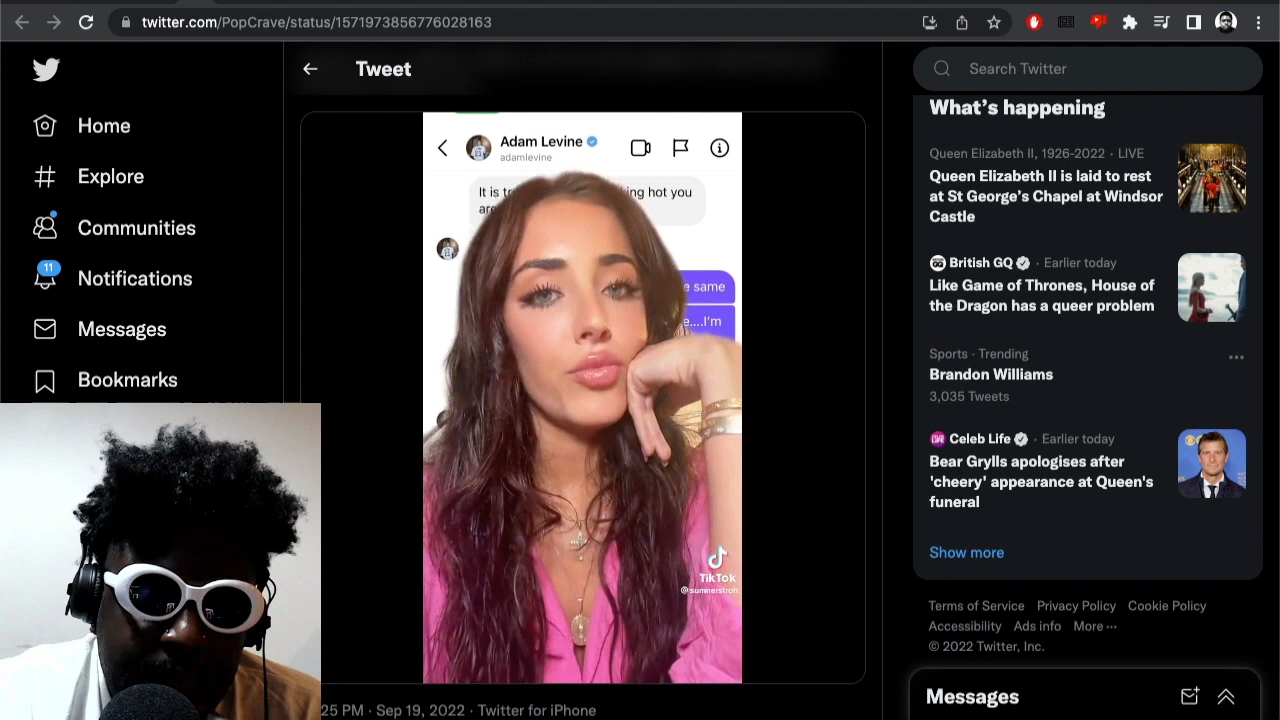 twitter.com/PopCrave/status/1571973856776028163
Home
Explore
Communities
11
Notifications
Messages
Bookmarks
Tweet
Adam Levine
adamlevine
It is ing hot you
are
same
....I'm
TikTok
@sumnerstroh
25 PM · Sep 19, 2022 · Twitter for iPhone
Search Twitter
What's happening
Queen Elizabeth II, 1926-2022 · LIVE
Queen Elizabeth II is laid to rest
at St George's Chapel at Windsor
Castle
British GQ · Earlier today
Like Game of Thrones, House of
the Dragon has a queer problem
Sports · Trending
Brandon Williams
3,035 Tweets
LIVE Celeb Life · Earlier today
Bear Grylls apologises after
'cheery' appearance at Queen's
funeral
Show more
Terms of Service Privacy Policy Cookie Policy
Accessibility Ads info More ···
© 2022 Twitter, Inc.
Messages